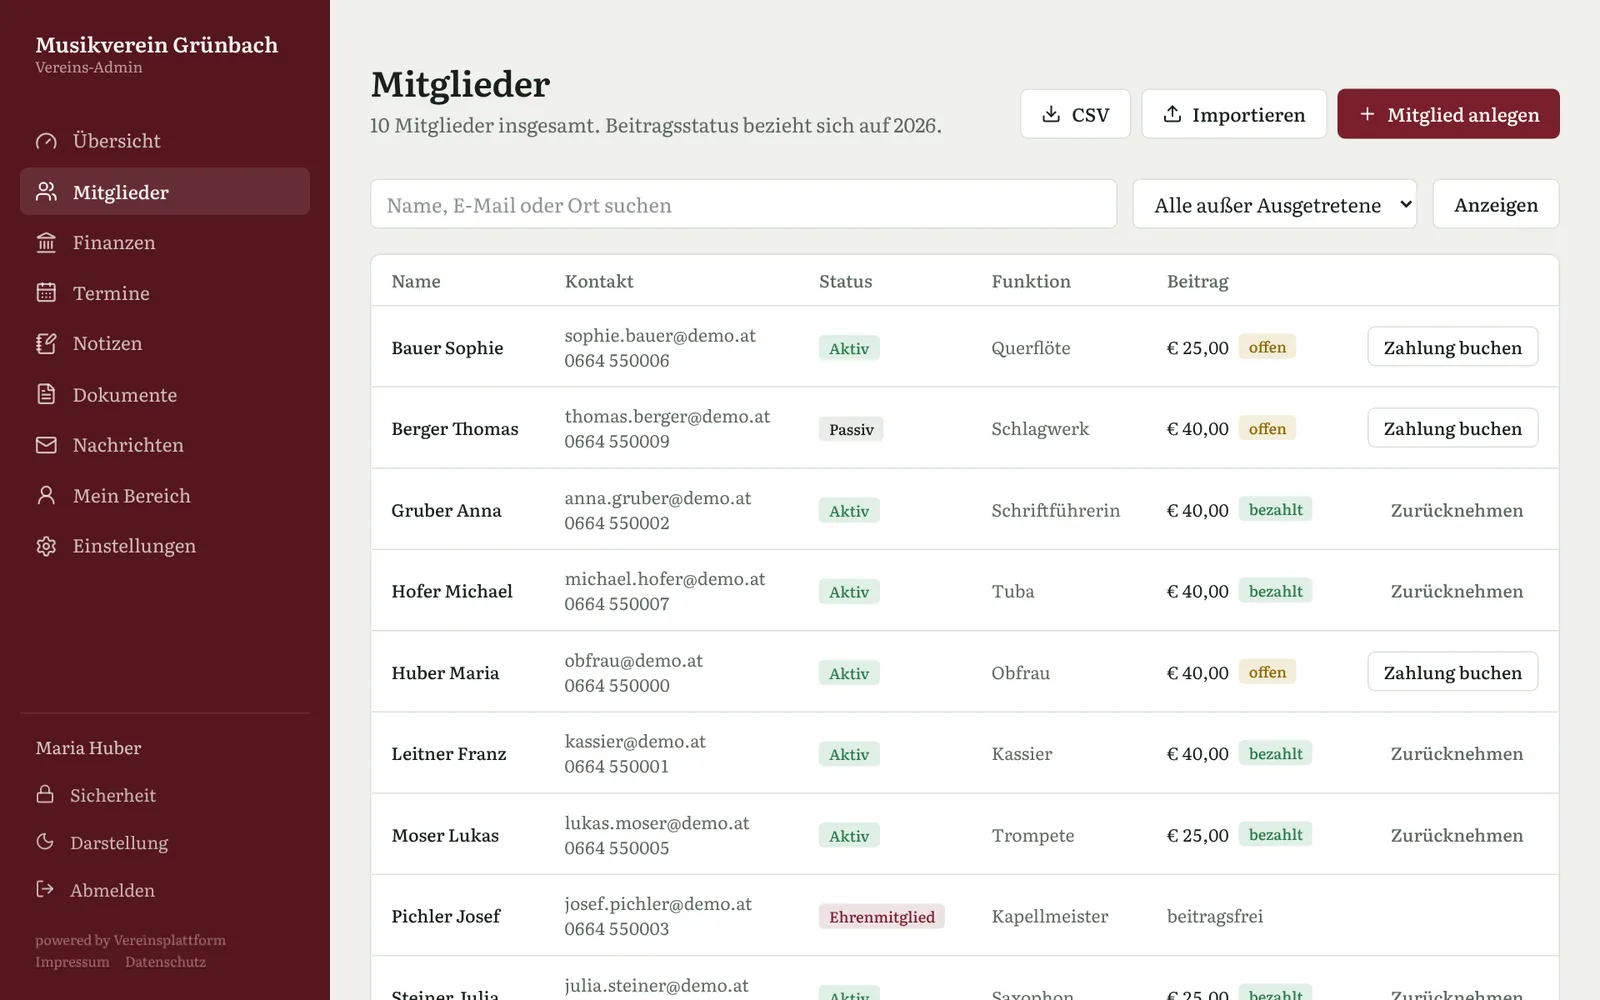 Musikverein Grünbach
Vereins-Admin
Übersicht
Mitglieder
Finanzen
Termine
Notizen
Dokumente
Nachrichten
Mein Bereich
Einstellungen
Maria Huber
Sicherheit
Darstellung
Abmelden
powered by Vereinsplattform
Impressum Datenschutz
Mitglieder
10 Mitglieder insgesamt. Beitragsstatus bezieht sich auf 2026.
CSV
Importieren
Mitglied anlegen
Name, E-Mail oder Ort suchen
Alle außer Ausgetretene
Anzeigen
Name Kontakt Status Funktion Beitrag
Bauer Sophie sophie.bauer@demo.at 0664 550006 Aktiv Querflöte € 25,00 offen Zahlung buchen
Berger Thomas thomas.berger@demo.at 0664 550009 Passiv Schlagwerk € 40,00 offen Zahlung buchen
Gruber Anna anna.gruber@demo.at 0664 550002 Aktiv Schriftführerin € 40,00 bezahlt Zurücknehmen
Hofer Michael michael.hofer@demo.at 0664 550007 Aktiv Tuba € 40,00 bezahlt Zurücknehmen
Huber Maria obfrau@demo.at 0664 550000 Aktiv Obfrau € 40,00 offen Zahlung buchen
Leitner Franz kassier@demo.at 0664 550001 Aktiv Kassier € 40,00 bezahlt Zurücknehmen
Moser Lukas lukas.moser@demo.at 0664 550005 Aktiv Trompete € 25,00 bezahlt Zurücknehmen
Pichler Josef josef.pichler@demo.at 0664 550003 Ehrenmitglied Kapellmeister beitragsfrei
Steiner Julia julia.steiner@demo.at Aktiv Saxophon € 25,00 bezahlt Zurücknehmen